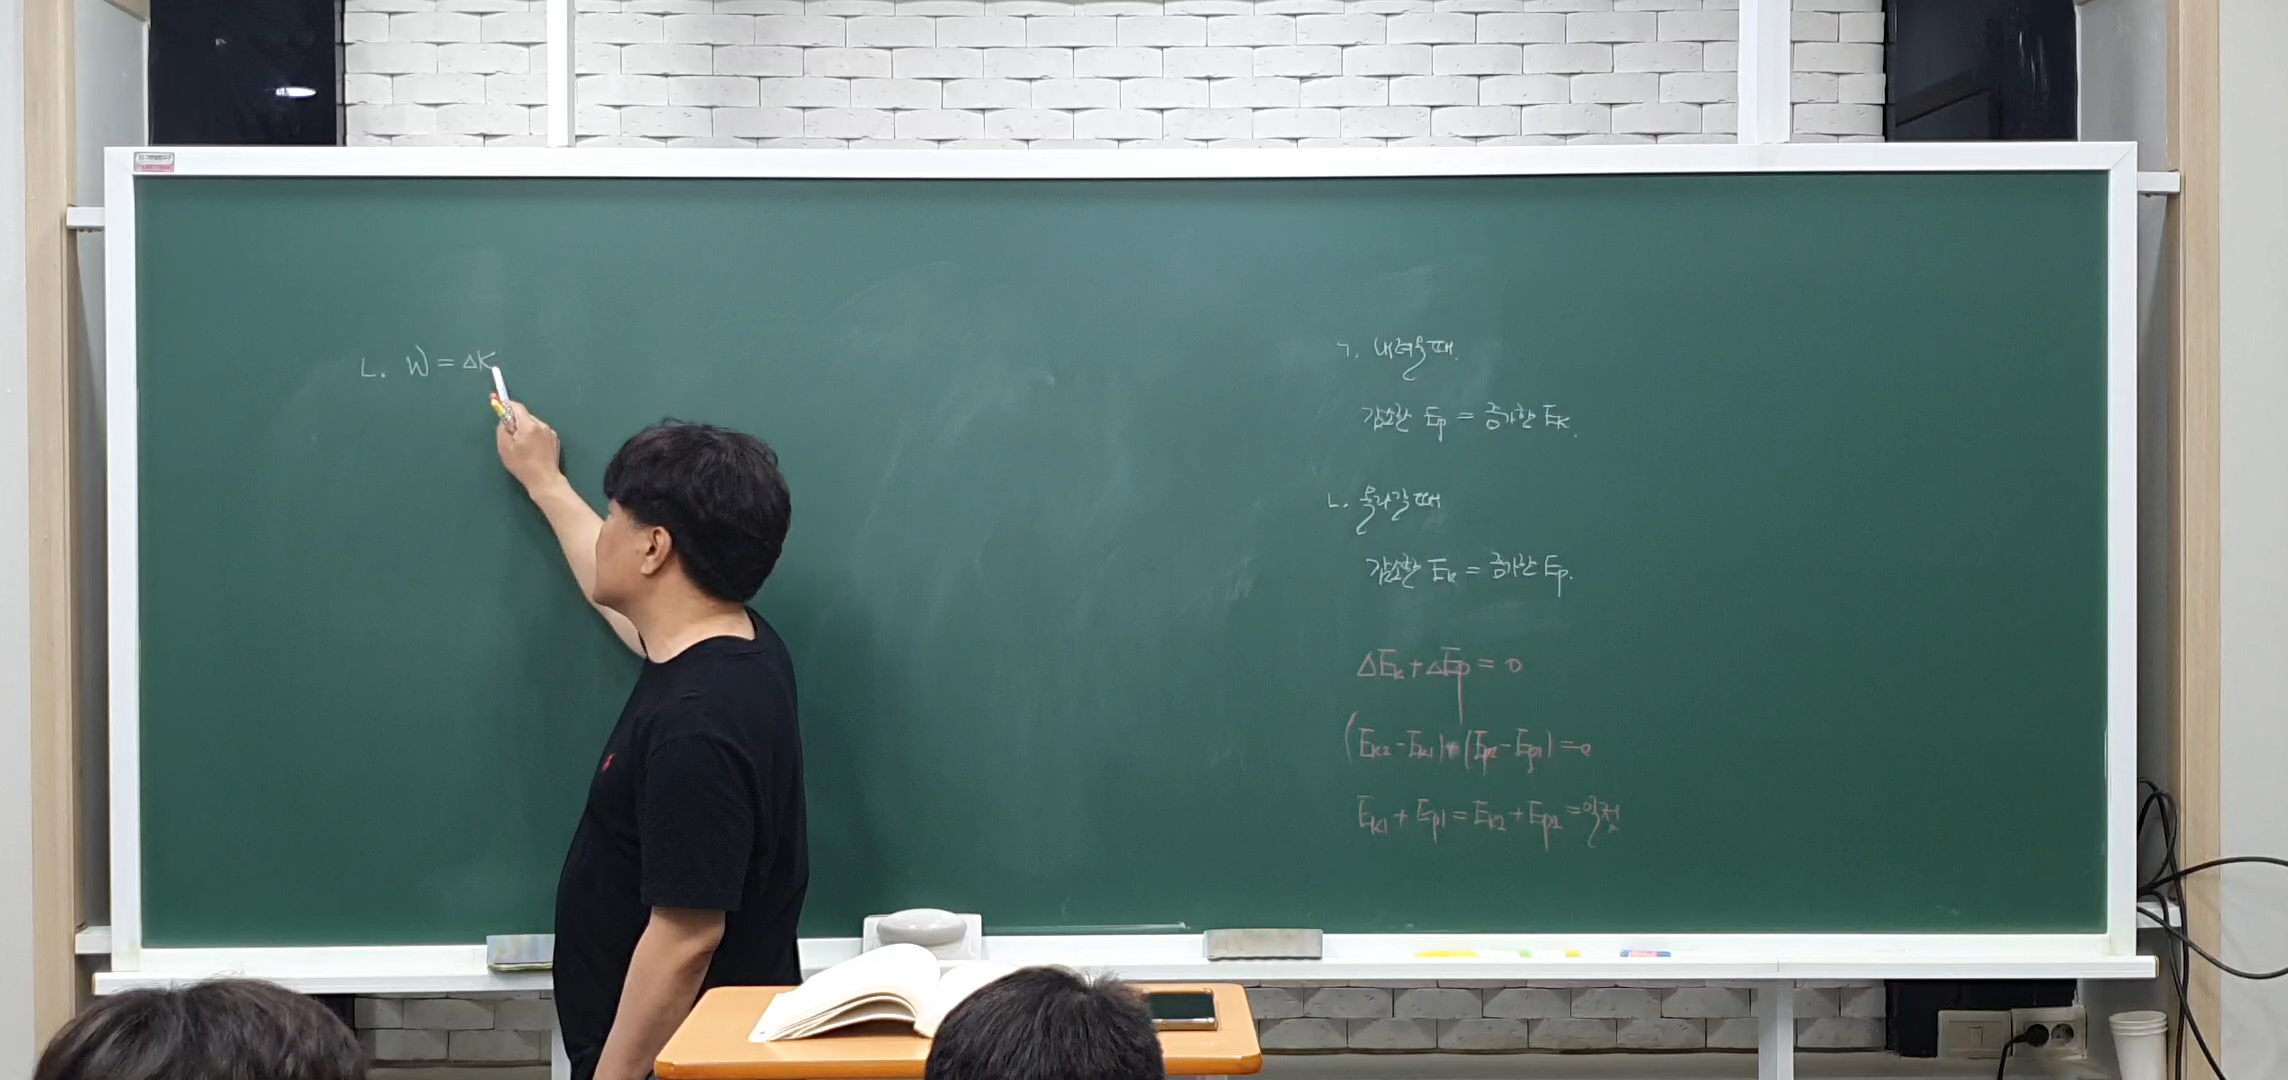 ㄴ. W = ΔK
ㄱ. 내려올 때.
감소한 Ep = 증가한 Ek.
ㄴ. 올라갈 때
감소한 Ek = 증가한 Ep.
ΔEk + ΔEp = 0
(Ek2 - Ek1) + (Ep2 - Ep1) = 0
Ek1 + Ep1 = Ek2 + Ep2 = 일정